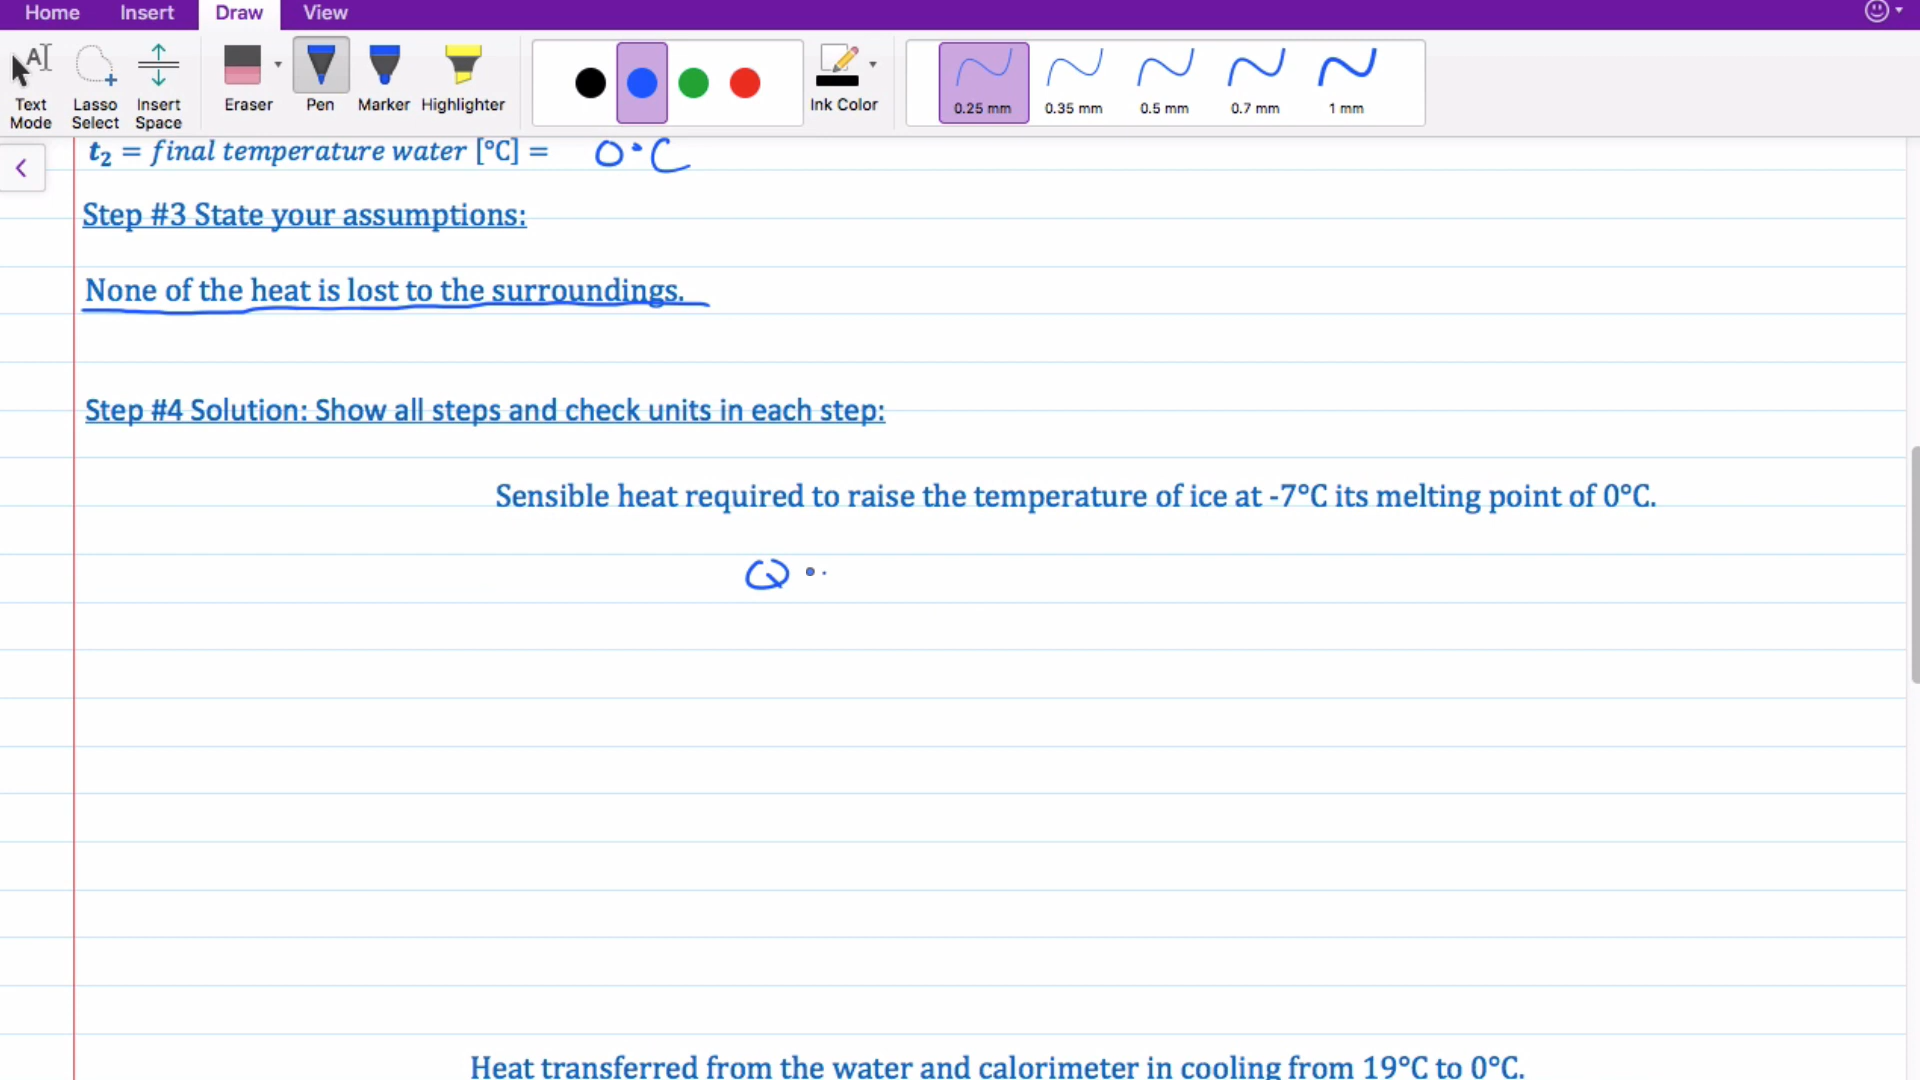 Home Insert Draw View
Text Mode Lasso Select Insert Space Eraser Pen Marker Highlighter Ink Color 0.25 mm 0.35 mm 0.5 mm 0.7 mm 1 mm
t₂ = final temperature water [°C] = 0°C
Step #3 State your assumptions:
None of the heat is lost to the surroundings.
Step #4 Solution: Show all steps and check units in each step:
Sensible heat required to raise the temperature of ice at -7°C its melting point of 0°C.
Q
Heat transferred from the water and calorimeter in cooling from 19°C to 0°C.